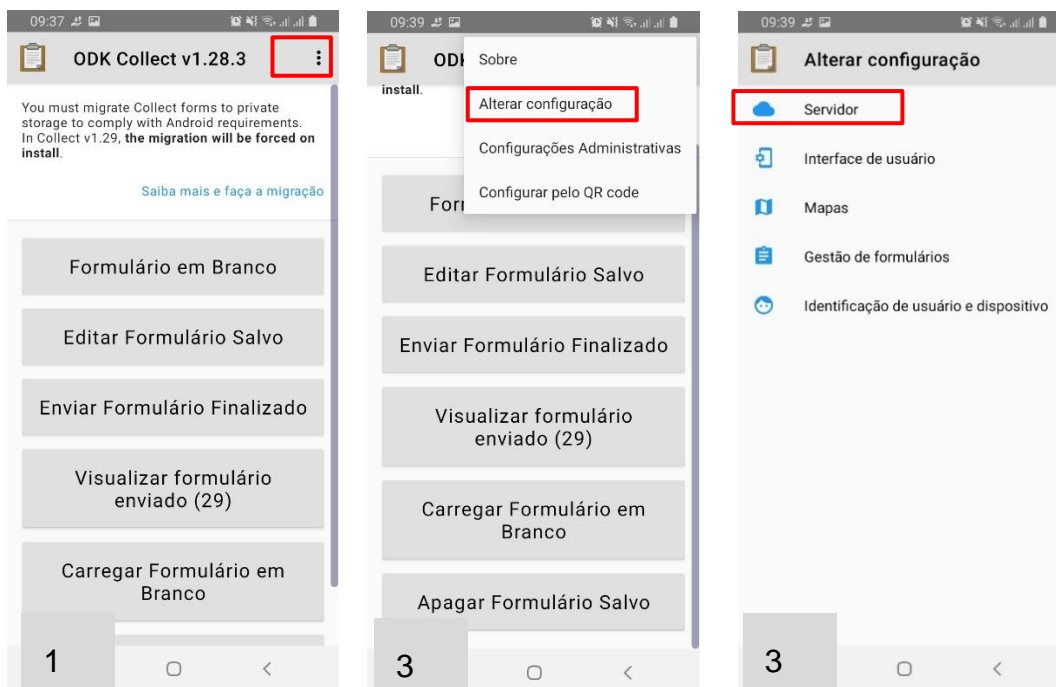 09:37
ODK Collect v1.28.3
You must migrate Collect forms to private
storage to comply with Android requirements.
In Collect v1.29, the migration will be forced on
install.
Saiba mais e faça a migração
Formulário em Branco
Editar Formulário Salvo
Enviar Formulário Finalizado
Visualizar formulário
enviado (29)
Carregar Formulário em
Branco
1
09:39
ODK
Sobre
install.
Alterar configuração
Configurações Administrativas
Configurar pelo QR code
Forr
Editar Formulário Salvo
Enviar Formulário Finalizado
Visualizar formulário
enviado (29)
Carregar Formulário em
Branco
Apagar Formulário Salvo
3
09:39
Alterar configuração
Servidor
Interface de usuário
Mapas
Gestão de formulários
Identificação de usuário e dispositivo
3